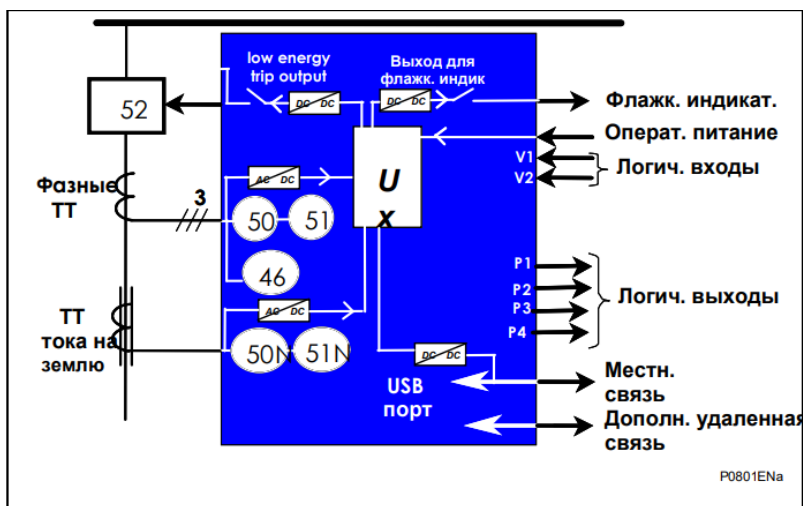 low energy
trip output
Выход для
флажк. индик
DC DC
DC DC
52
Флажк. индикат.
Операт. питание
V1
V2
Логич. входы
U
x
AC DC
Фазные
ТТ
3
50
51
46
P1
P2
P3
P4
Логич. выходы
AC DC
ТТ
тока на
землю
50N
51N
DC DC
USB
порт
Местн.
связь
Дополн. удаленная
связь
P0801ENa